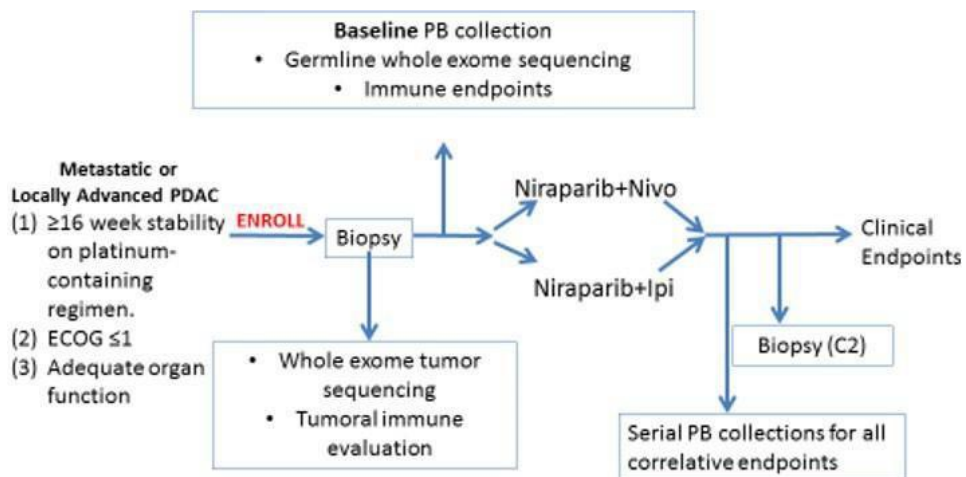 Baseline PB collection
• Germline whole exome sequencing
• Immune endpoints
Metastatic or
Locally Advanced PDAC
(1) ≥16 week stability
on platinum-
containing
regimen.
(2) ECOG ≤1
(3) Adequate organ
function
ENROLL
Biopsy
• Whole exome tumor
sequencing
• Tumoral immune
evaluation
Niraparib+Nivo
Niraparib+Ipi
Clinical
Endpoints
Biopsy (C2)
Serial PB collections for all
correlative endpoints